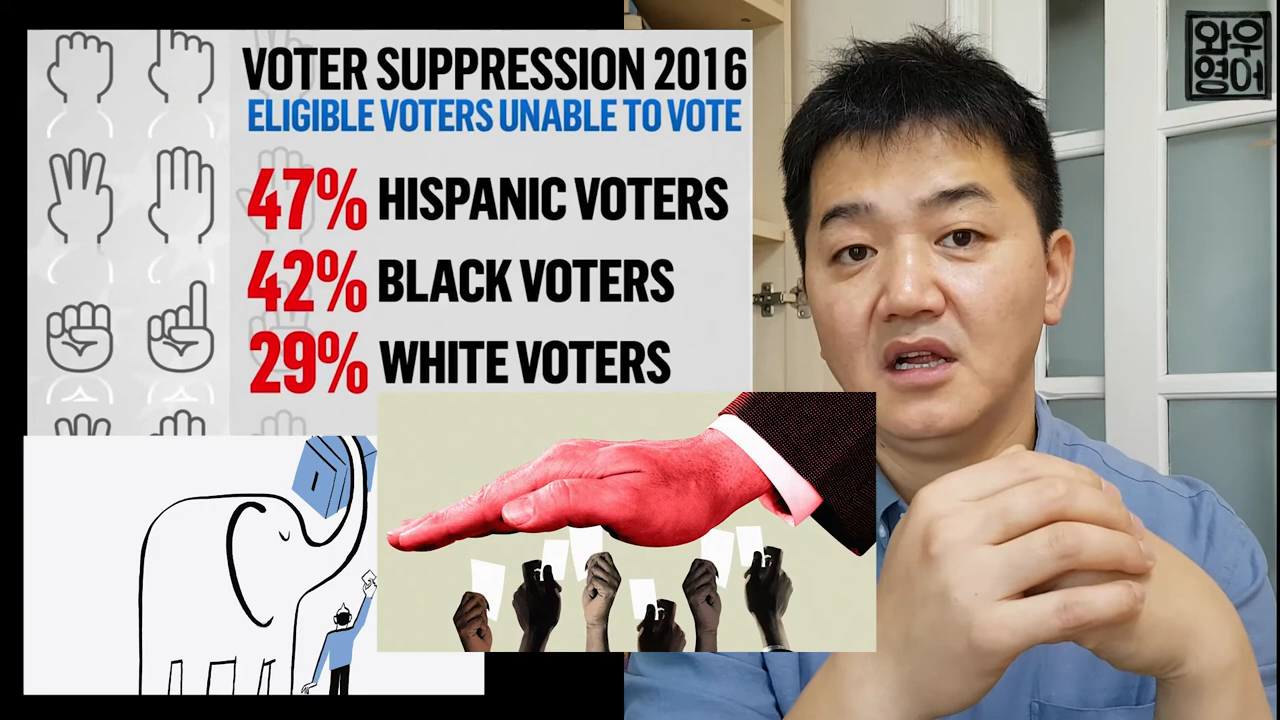 VOTER SUPPRESSION 2016
ELIGIBLE VOTERS UNABLE TO VOTE
47% HISPANIC VOTERS
42% BLACK VOTERS
29% WHITE VOTERS
와우
영어